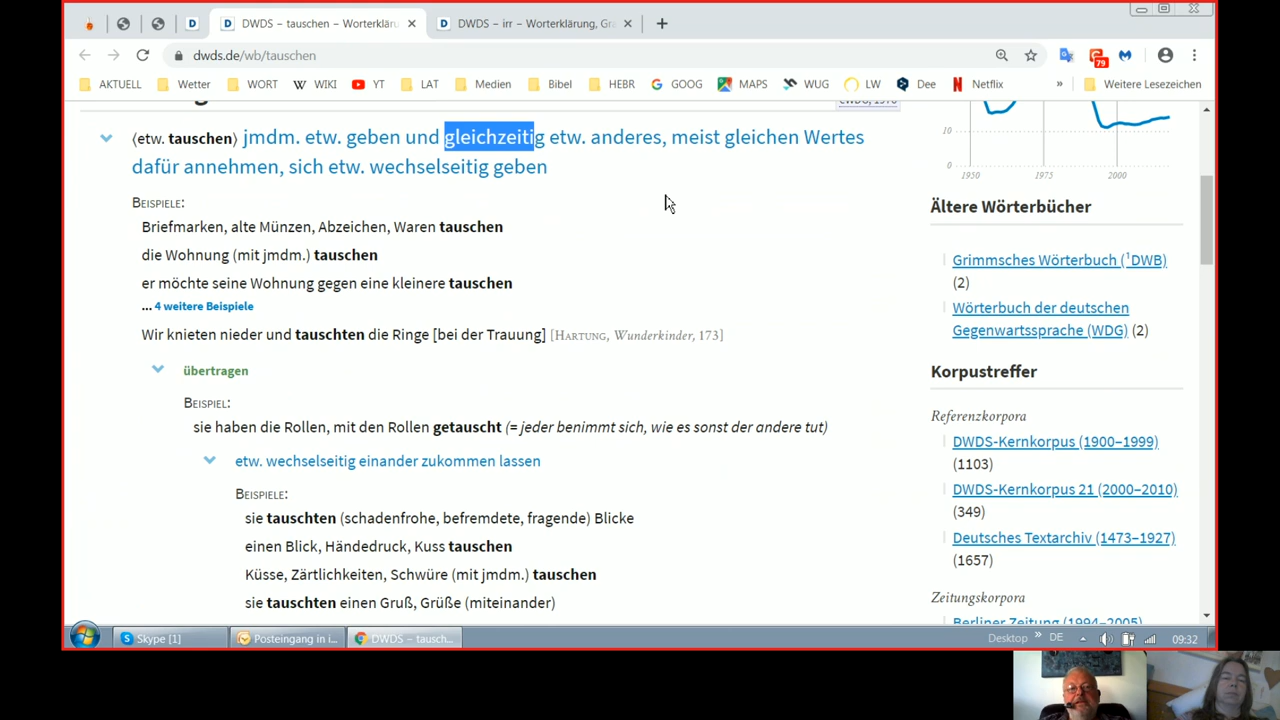 DWDS – tauschen – Worterklärun
DWDS – irr – Worterklärung, Gra
dwds.de/wb/tauschen
AKTUELL Wetter WORT WIKI YT LAT Medien Bibel HEBR GOOG MAPS WUG LW Dee Netflix » Weitere Lesezeichen
79
⟨etw. tauschen⟩ jmdm. etw. geben und gleichzeitig etw. anderes, meist gleichen Wertes
dafür annehmen, sich etw. wechselseitig geben
BEISPIELE:
Briefmarken, alte Münzen, Abzeichen, Waren tauschen
die Wohnung (mit jmdm.) tauschen
er möchte seine Wohnung gegen eine kleinere tauschen
... 4 weitere Beispiele
Wir knieten nieder und tauschten die Ringe [bei der Trauung] [HARTUNG, Wunderkinder, 173]
übertragen
BEISPIEL:
sie haben die Rollen, mit den Rollen getauscht (= jeder benimmt sich, wie es sonst der andere tut)
etw. wechselseitig einander zukommen lassen
BEISPIELE:
sie tauschten (schadenfrohe, befremdete, fragende) Blicke
einen Blick, Händedruck, Kuss tauschen
Küsse, Zärtlichkeiten, Schwüre (mit jmdm.) tauschen
sie tauschten einen Gruß, Grüße (miteinander)
10
0
1950 1975 2000
Ältere Wörterbücher
Grimmsches Wörterbuch (¹DWB)
(2)
Wörterbuch der deutschen
Gegenwartssprache (WDG) (2)
Korpustreffer
Referenzkorpora
DWDS-Kernkorpus (1900–1999)
(1103)
DWDS-Kernkorpus 21 (2000–2010)
(349)
Deutsches Textarchiv (1473–1927)
(1657)
Zeitungskorpora
Berliner Zeitung (1994–2005)
Skype [1] Posteingang in i... DWDS – tausch... Desktop » DE 09:32